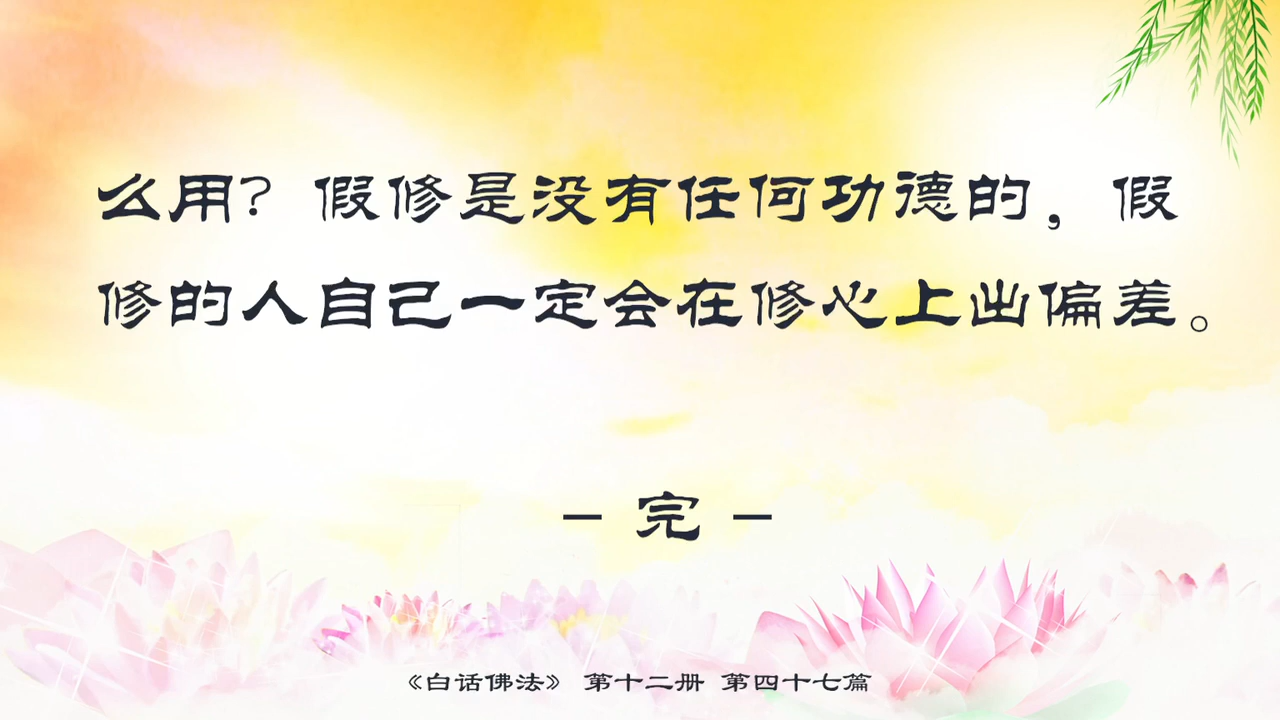 么用？假修是没有任何功德的，假
修的人自己一定会在修心上出偏差。
- 完 -
《白话佛法》 第十二册 第四十七篇